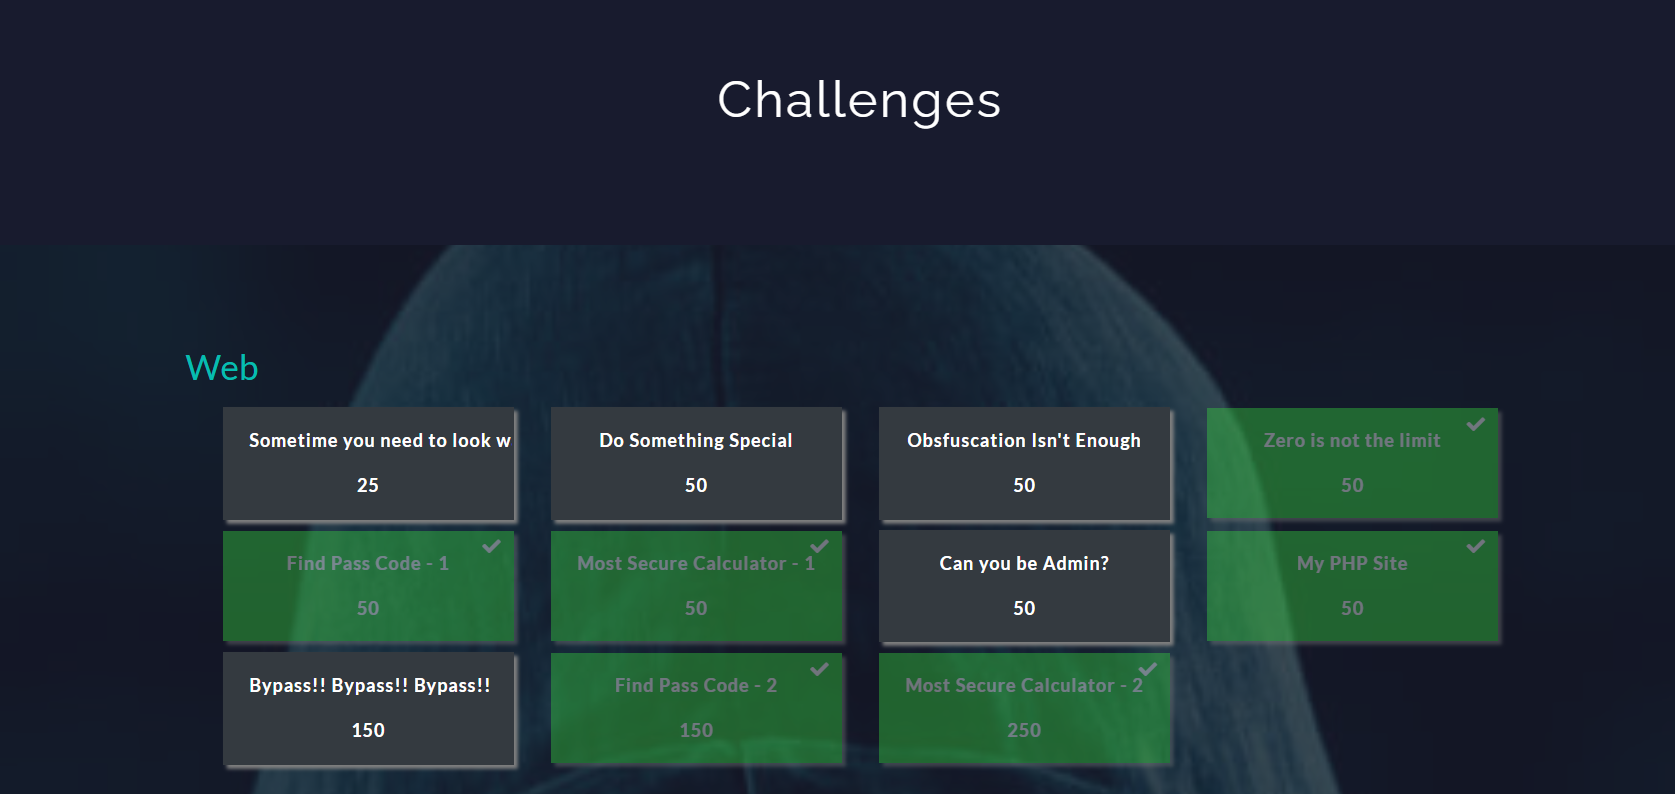 Challenges
Web
Sometime you need to look w
25
Do Something Special
50
Obsfuscation Isn't Enough
50
Zero is not the limit
50
Find Pass Code - 1
50
Most Secure Calculator - 1
50
Can you be Admin?
50
My PHP Site
50
Bypass!! Bypass!! Bypass!!
150
Find Pass Code - 2
150
Most Secure Calculator - 2
250